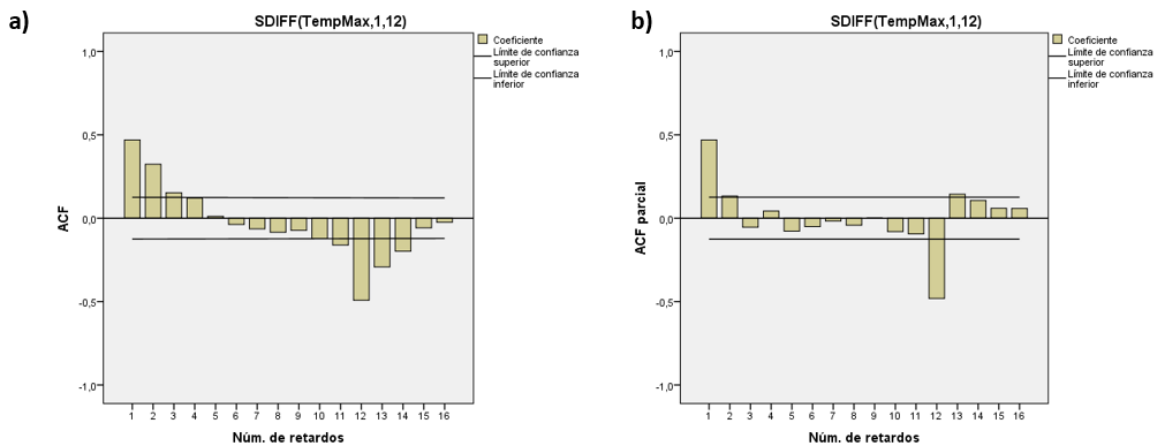 a)
SDIFF(TempMax,1,12)
Coeficiente
Límite de confianza
superior
Límite de confianza
inferior
1,0
0,5
0,0
-0,5
-1,0
ACF
1 2 3 4 5 6 7 8 9 10 11 12 13 14 15 16
Núm. de retardos
b)
SDIFF(TempMax,1,12)
Coeficiente
Límite de confianza
superior
Límite de confianza
inferior
1,0
0,5
0,0
-0,5
-1,0
ACF parcial
1 2 3 4 5 6 7 8 9 10 11 12 13 14 15 16
Núm. de retardos